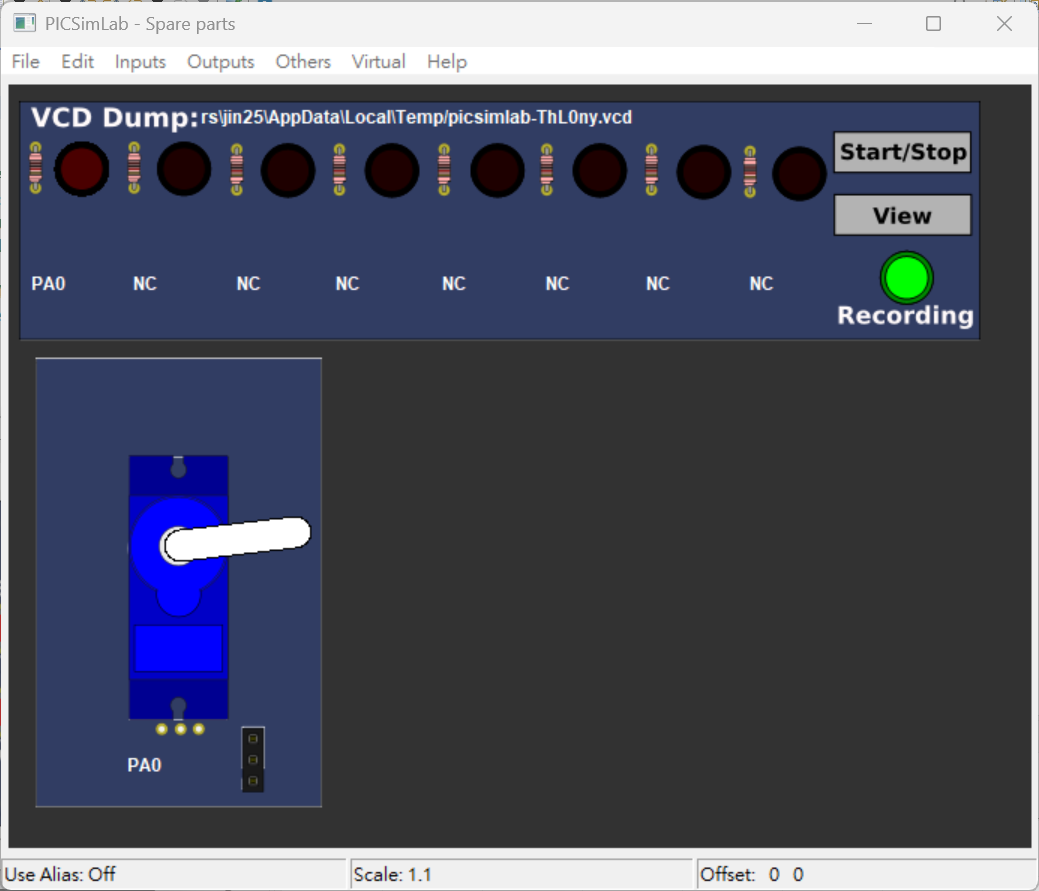 PICSimLab - Spare parts
File Edit Inputs Outputs Others Virtual Help
VCD Dump:rs\jin25\AppData\Local\Temp/picsimlab-ThL0ny.vcd
Start/Stop
View
PA0 NC NC NC NC NC NC NC
Recording
PA0
Use Alias: Off Scale: 1.1 Offset: 0 0